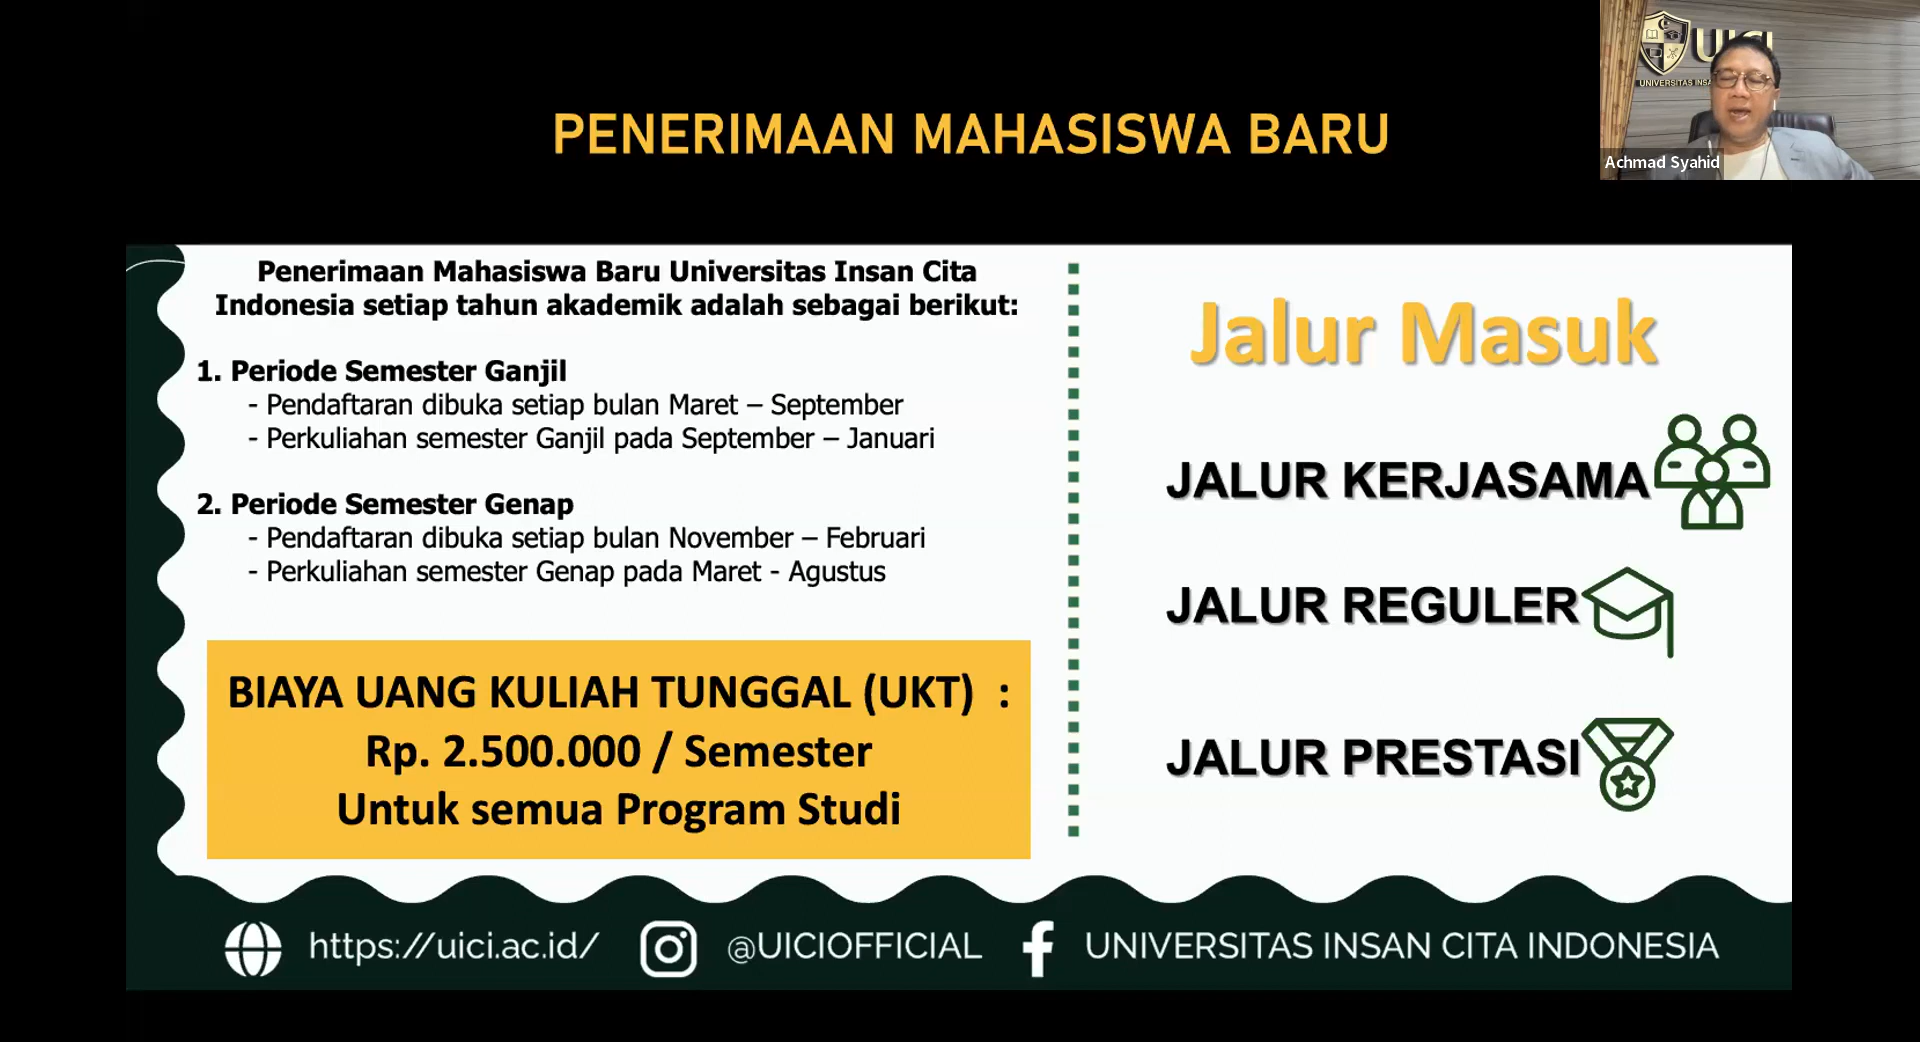 PENERIMAAN MAHASISWA BARU
UICI
UNIVERSITAS INSA
Achmad Syahid
Penerimaan Mahasiswa Baru Universitas Insan Cita
Indonesia setiap tahun akademik adalah sebagai berikut:
1. Periode Semester Ganjil
- Pendaftaran dibuka setiap bulan Maret – September
- Perkuliahan semester Ganjil pada September – Januari
2. Periode Semester Genap
- Pendaftaran dibuka setiap bulan November – Februari
- Perkuliahan semester Genap pada Maret - Agustus
BIAYA UANG KULIAH TUNGGAL (UKT) :
Rp. 2.500.000 / Semester
Untuk semua Program Studi
Jalur Masuk
JALUR KERJASAMA
JALUR REGULER
JALUR PRESTASI
https://uici.ac.id/
@UICIOFFICIAL
UNIVERSITAS INSAN CITA INDONESIA